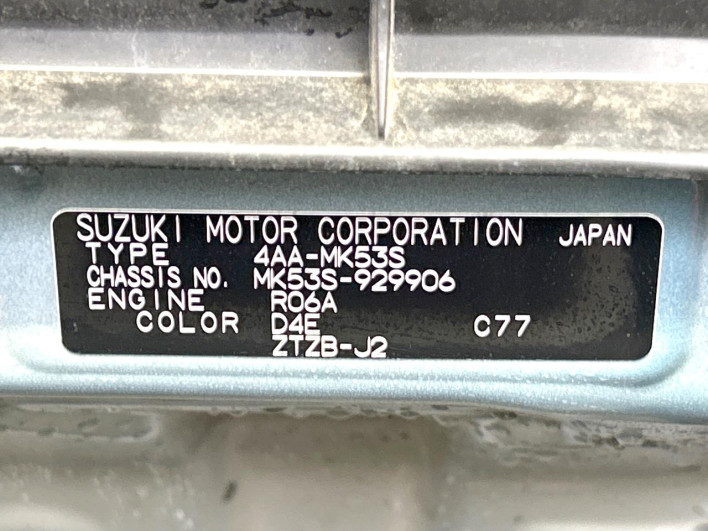 SUZUKI MOTOR CORPORATION JAPAN
TYPE 4AA-MK53S
CHASSIS NO. MK53S-929906
ENGINE R06A
COLOR D4E C77
ZTZB-J2